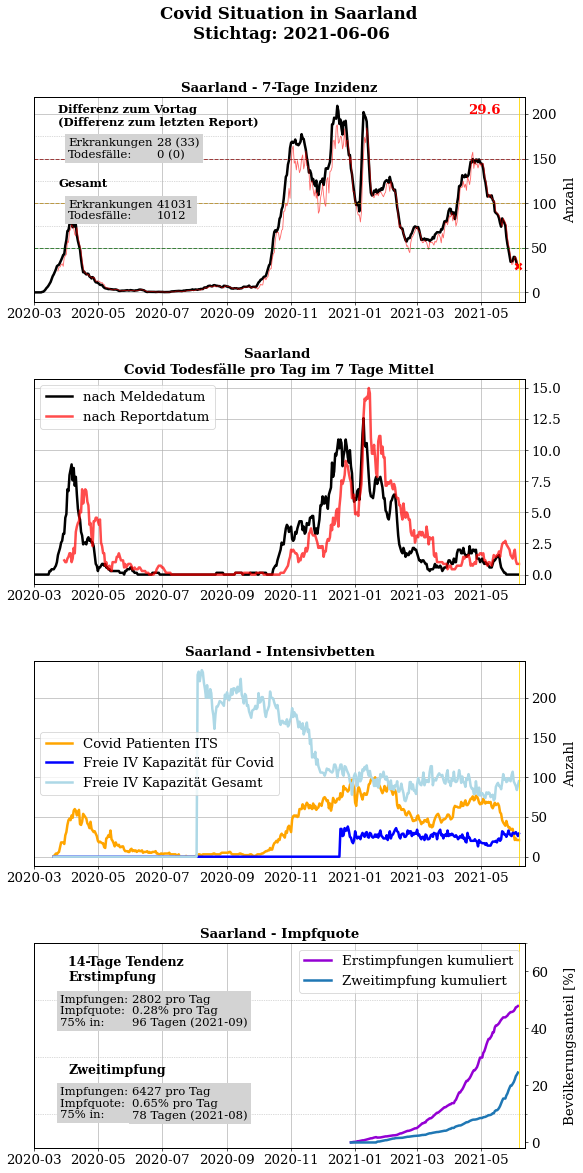 Covid Situation in Saarland
Stichtag: 2021-06-06
Saarland - 7-Tage Inzidenz
Differenz zum Vortag
(Differenz zum letzten Report)
Erkrankungen 28 (33)
Todesfälle: 0 (0)
Gesamt
Erkrankungen 41031
Todesfälle: 1012
29.6
200
150
100
50
0
Anzahl
2020-03 2020-05 2020-07 2020-09 2020-11 2021-01 2021-03 2021-05
Saarland
Covid Todesfälle pro Tag im 7 Tage Mittel
nach Meldedatum
nach Reportdatum
15.0
12.5
10.0
7.5
5.0
2.5
0.0
2020-03 2020-05 2020-07 2020-09 2020-11 2021-01 2021-03 2021-05
Saarland - Intensivbetten
Covid Patienten ITS
Freie IV Kapazität für Covid
Freie IV Kapazität Gesamt
200
150
100
50
0
Anzahl
2020-03 2020-05 2020-07 2020-09 2020-11 2021-01 2021-03 2021-05
Saarland - Impfquote
14-Tage Tendenz
Erstimpfung
Impfungen: 2802 pro Tag
Impfquote: 0.28% pro Tag
75% in: 96 Tagen (2021-09)
Zweitimpfung
Impfungen: 6427 pro Tag
Impfquote: 0.65% pro Tag
75% in: 78 Tagen (2021-08)
Erstimpfungen kumuliert
Zweitimpfung kumuliert
60
40
20
0
Bevölkerungsanteil [%]
2020-03 2020-05 2020-07 2020-09 2020-11 2021-01 2021-03 2021-05